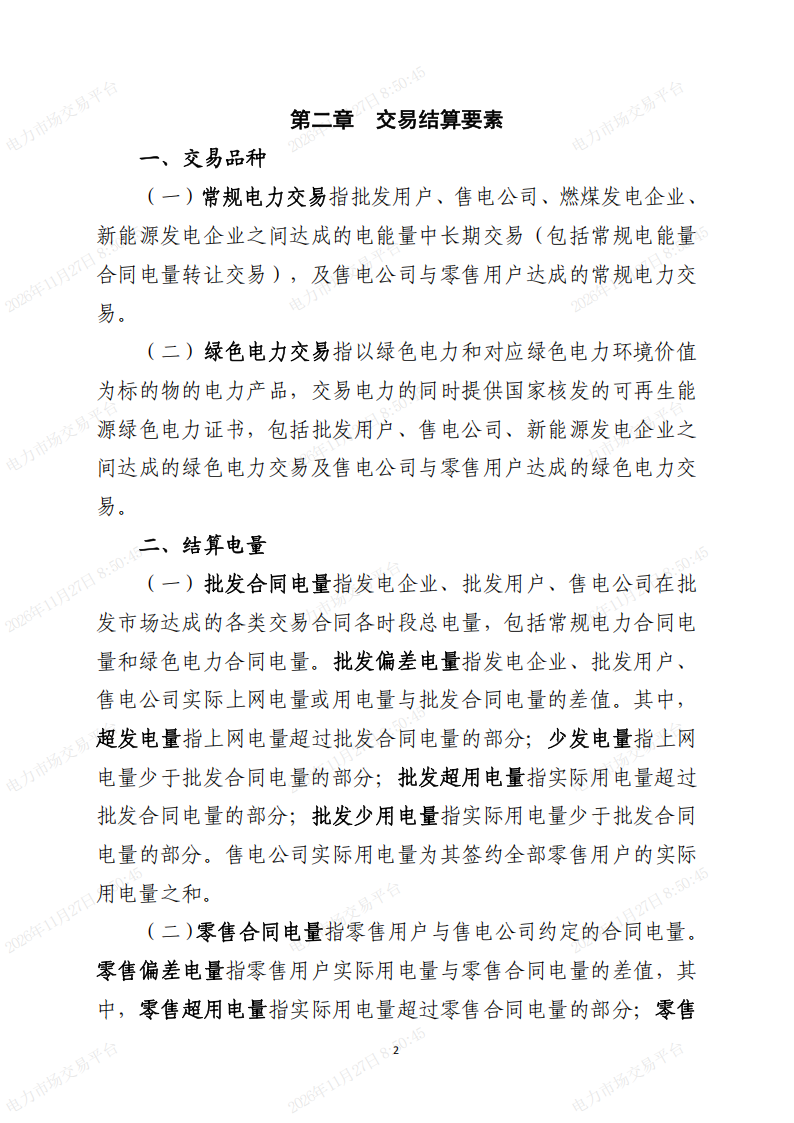 第二章 交易结算要素
一、交易品种
（一）常规电力交易指批发用户、售电公司、燃煤发电企业、
新能源发电企业之间达成的电能量中长期交易（包括常规电能量
合同电量转让交易），及售电公司与零售用户达成的常规电力交
易。
（二）绿色电力交易指以绿色电力和对应绿色电力环境价值
为标的物的电力产品，交易电力的同时提供国家核发的可再生能
源绿色电力证书，包括批发用户、售电公司、新能源发电企业之
间达成的绿色电力交易及售电公司与零售用户达成的绿色电力交
易。
二、结算电量
（一）批发合同电量指发电企业、批发用户、售电公司在批
发市场达成的各类交易合同各时段总电量，包括常规电力合同电
量和绿色电力合同电量。批发偏差电量指发电企业、批发用户、
售电公司实际上网电量或用电量与批发合同电量的差值。其中，
超发电量指上网电量超过批发合同电量的部分；少发电量指上网
电量少于批发合同电量的部分；批发超用电量指实际用电量超过
批发合同电量的部分；批发少用电量指实际用电量少于批发合同
电量的部分。售电公司实际用电量为其签约全部零售用户的实际
用电量之和。
（二）零售合同电量指零售用户与售电公司约定的合同电量。
零售偏差电量指零售用户实际用电量与零售合同电量的差值，其
中，零售超用电量指实际用电量超过零售合同电量的部分；零售
2
电力市场交易平台
2026年11月27日 8:50:45